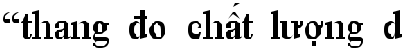 “thang đo chất lượng d